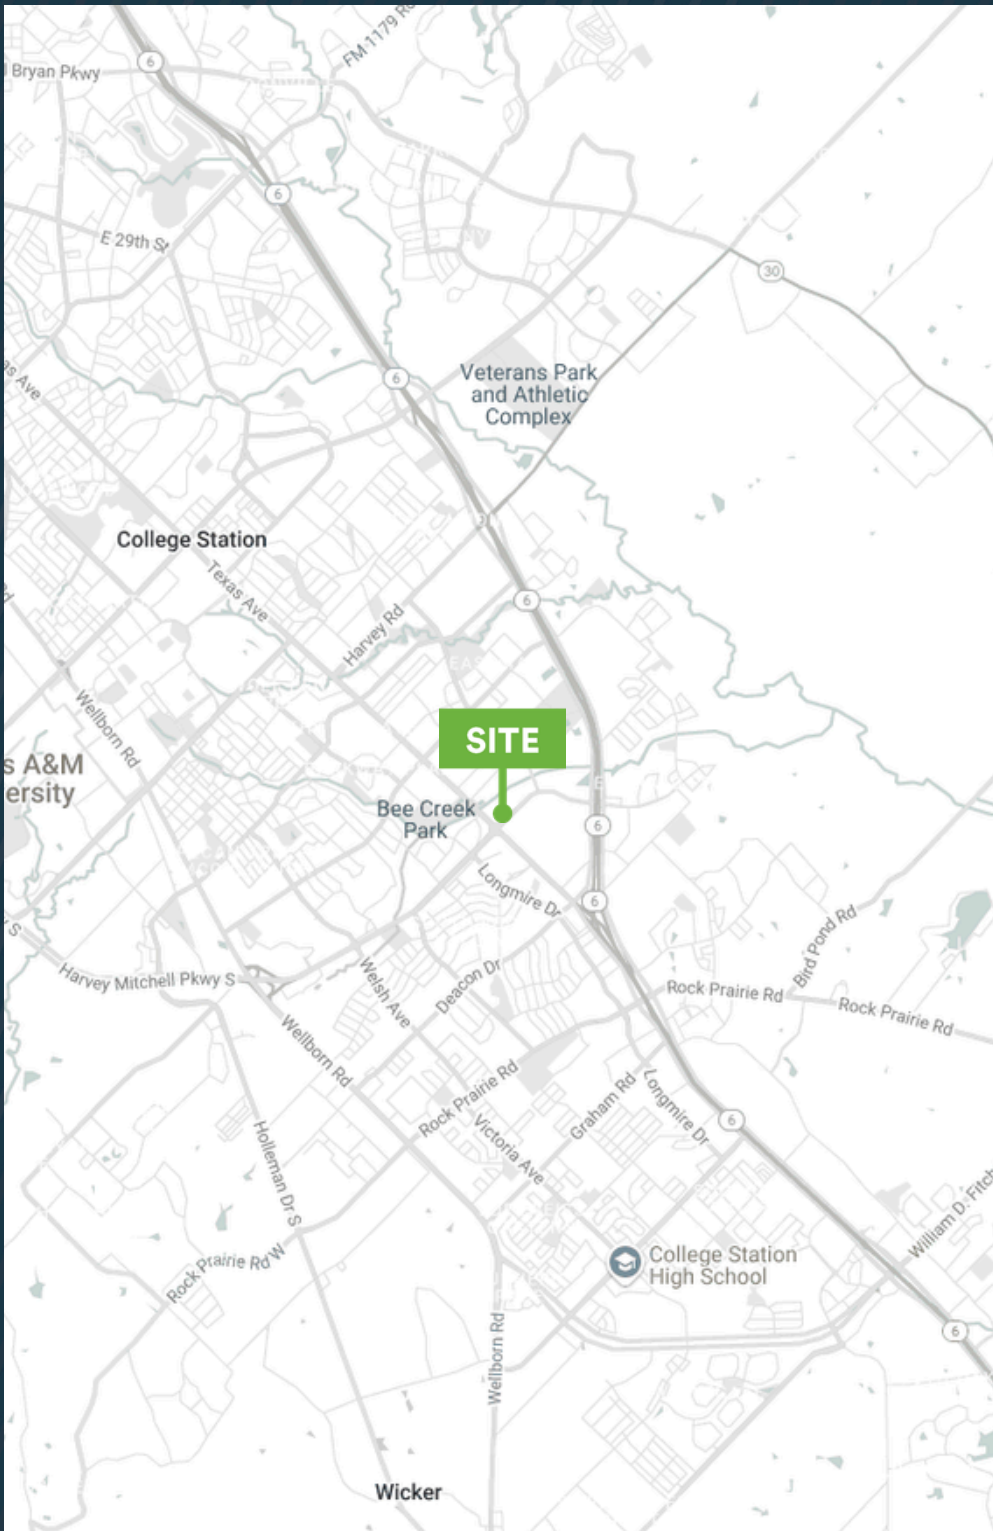 FM 1179 Rd
6
Bryan Pkwy
6
E 29th St
30
Veterans Park
and Athletic
Complex
6
as Ave
College Station
6
Texas Ave
Harvey Rd
Wellborn Rd
SITE
s A&M
ersity
Bee Creek
Park
6
Longmire Dr
6
Bird Pond Rd
Harvey Mitchell Pkwy S
Welsh Ave
Deacon Dr
Rock Prairie Rd
Rock Prairie Rd
Wellborn Rd
Rock Prairie Rd
Graham Rd
Longmire Dr
6
Victoria Ave
Holleman Dr S
William D. Fitch
Rock Prairie Rd W
College Station
High School
6
Wellborn Rd
Wicker